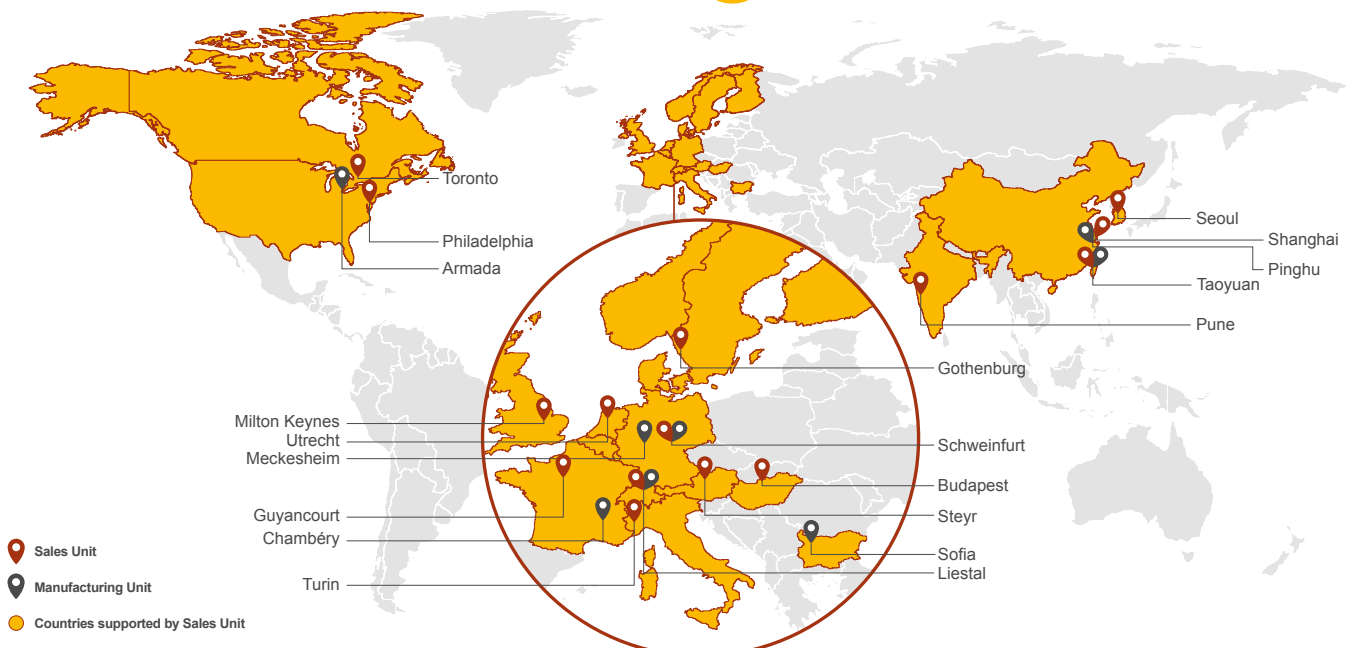 Toronto
Philadelphia
Armada
Seoul
Shanghai
Pinghu
Taoyuan
Pune
Gothenburg
Milton Keynes
Utrecht
Meckesheim
Schweinfurt
Budapest
Guyancourt
Steyr
Chambéry
Sofia
Liestal
Turin
Sales Unit
Manufacturing Unit
Countries supported by Sales Unit